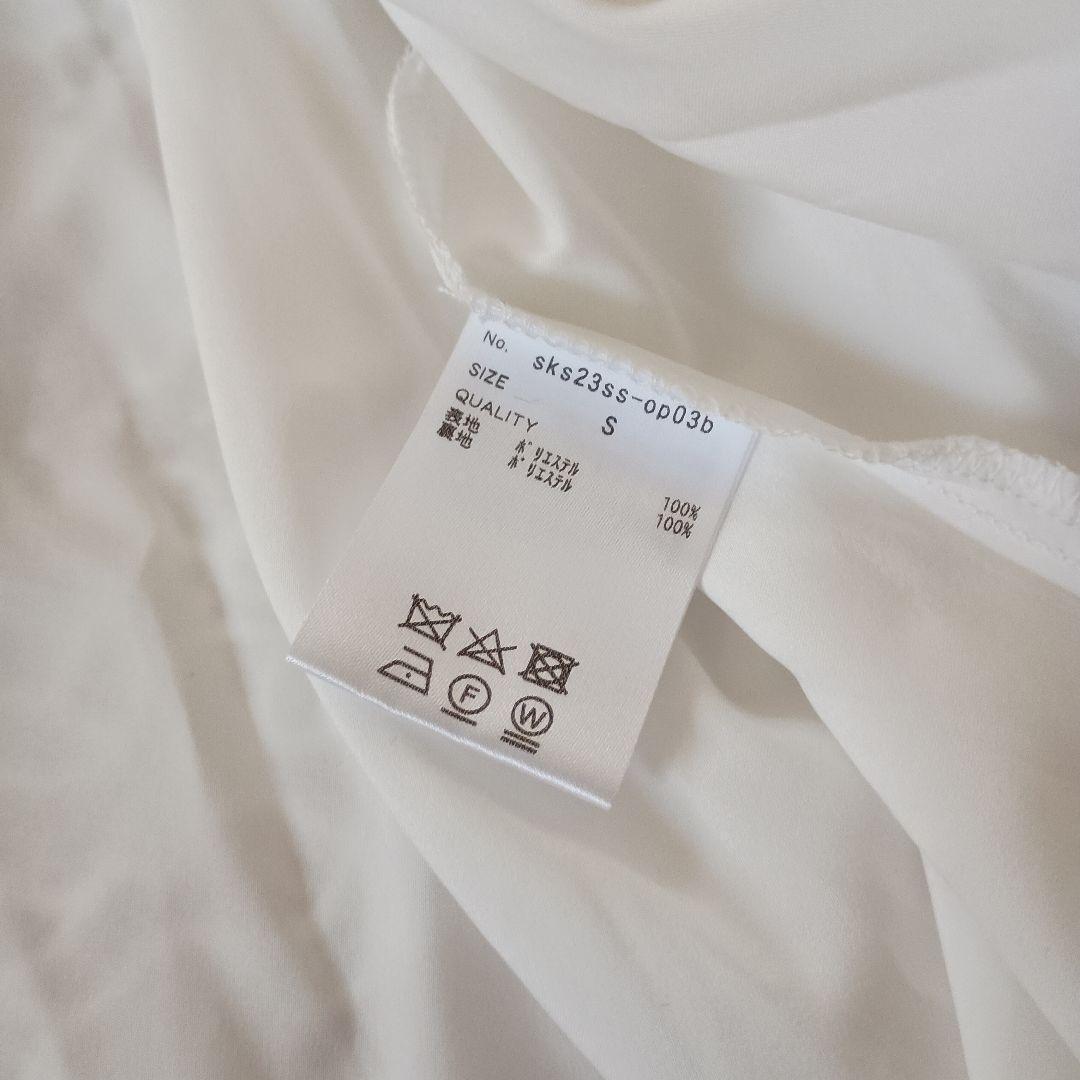 No. sks23ss-op03b
SIZE S
QUALITY
表地 ポリエステル 100%
裏地 ポリエステル 100%
F
W